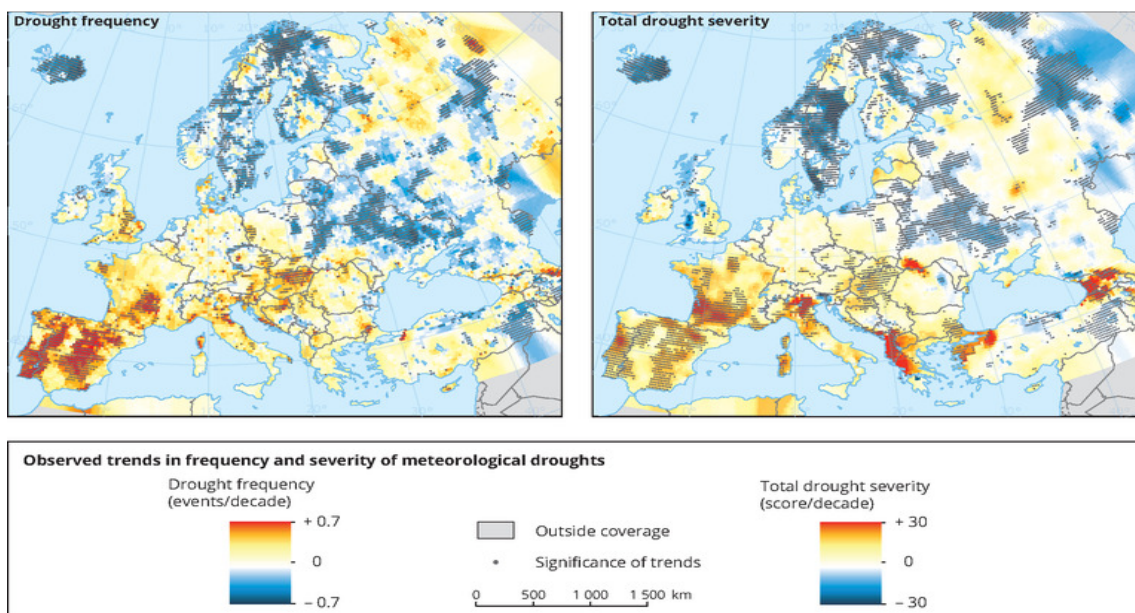 Drought frequency
Total drought severity
Observed trends in frequency and severity of meteorological droughts
Drought frequency
(events/decade)
+ 0.7
0
- 0.7
Outside coverage
Significance of trends
0 500 1 000 1 500 km
Total drought severity
(score/decade)
+ 30
0
- 30